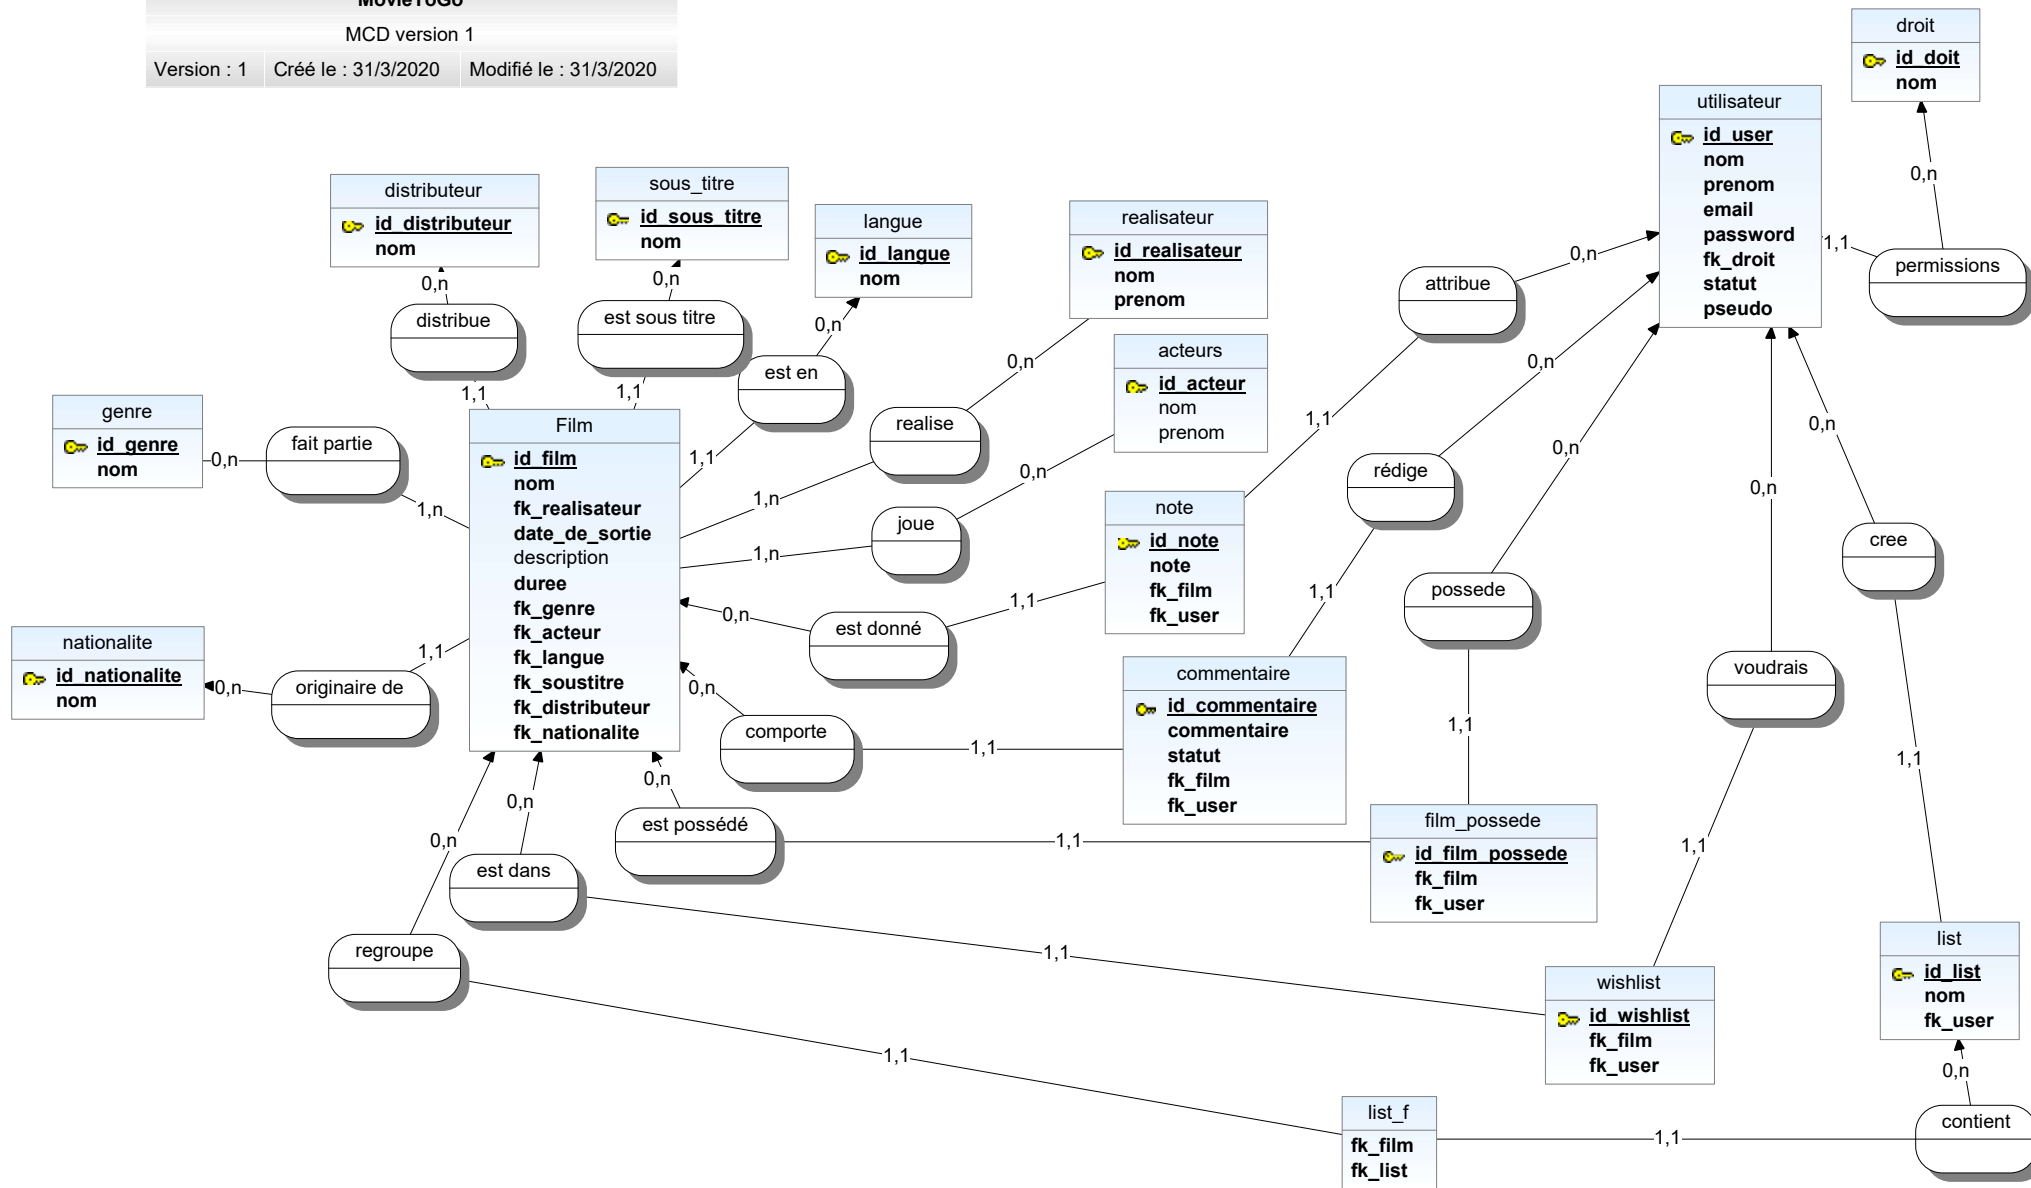 MovieToGo
MCD version 1
Version : 1
Créé le : 31/3/2020
Modifié le : 31/3/2020
droit
id_doit
nom
0,n
permissions
1,1
utilisateur
id_user
nom
prenom
email
password
fk_droit
statut
pseudo
distributeur
id_distributeur
nom
0,n
distribue
1,1
sous_titre
id_sous_titre
nom
0,n
est sous titre
1,1
langue
id_langue
nom
0,n
est en
1,1
realisateur
id_realisateur
nom
prenom
0,n
realise
1,n
acteurs
id_acteur
nom
prenom
0,n
joue
1,n
genre
id_genre
nom
0,n
fait partie
1,n
Film
id_film
nom
fk_realisateur
date_de_sortie
description
duree
fk_genre
fk_acteur
fk_langue
fk_soustitre
fk_distributeur
fk_nationalite
nationalite
id_nationalite
nom
0,n
originaire de
1,1
attribue
0,n
1,1
note
id_note
note
fk_film
fk_user
0,n
est donné
1,1
rédige
0,n
1,1
commentaire
id_commentaire
commentaire
statut
fk_film
fk_user
0,n
comporte
1,1
possede
0,n
1,1
film_possede
id_film_possede
fk_film
fk_user
0,n
est possédé
1,1
voudrais
0,n
1,1
wishlist
id_wishlist
fk_film
fk_user
0,n
est dans
1,1
cree
0,n
1,1
list
id_list
nom
fk_user
0,n
contient
1,1
list_f
fk_film
fk_list
0,n
regroupe
1,1